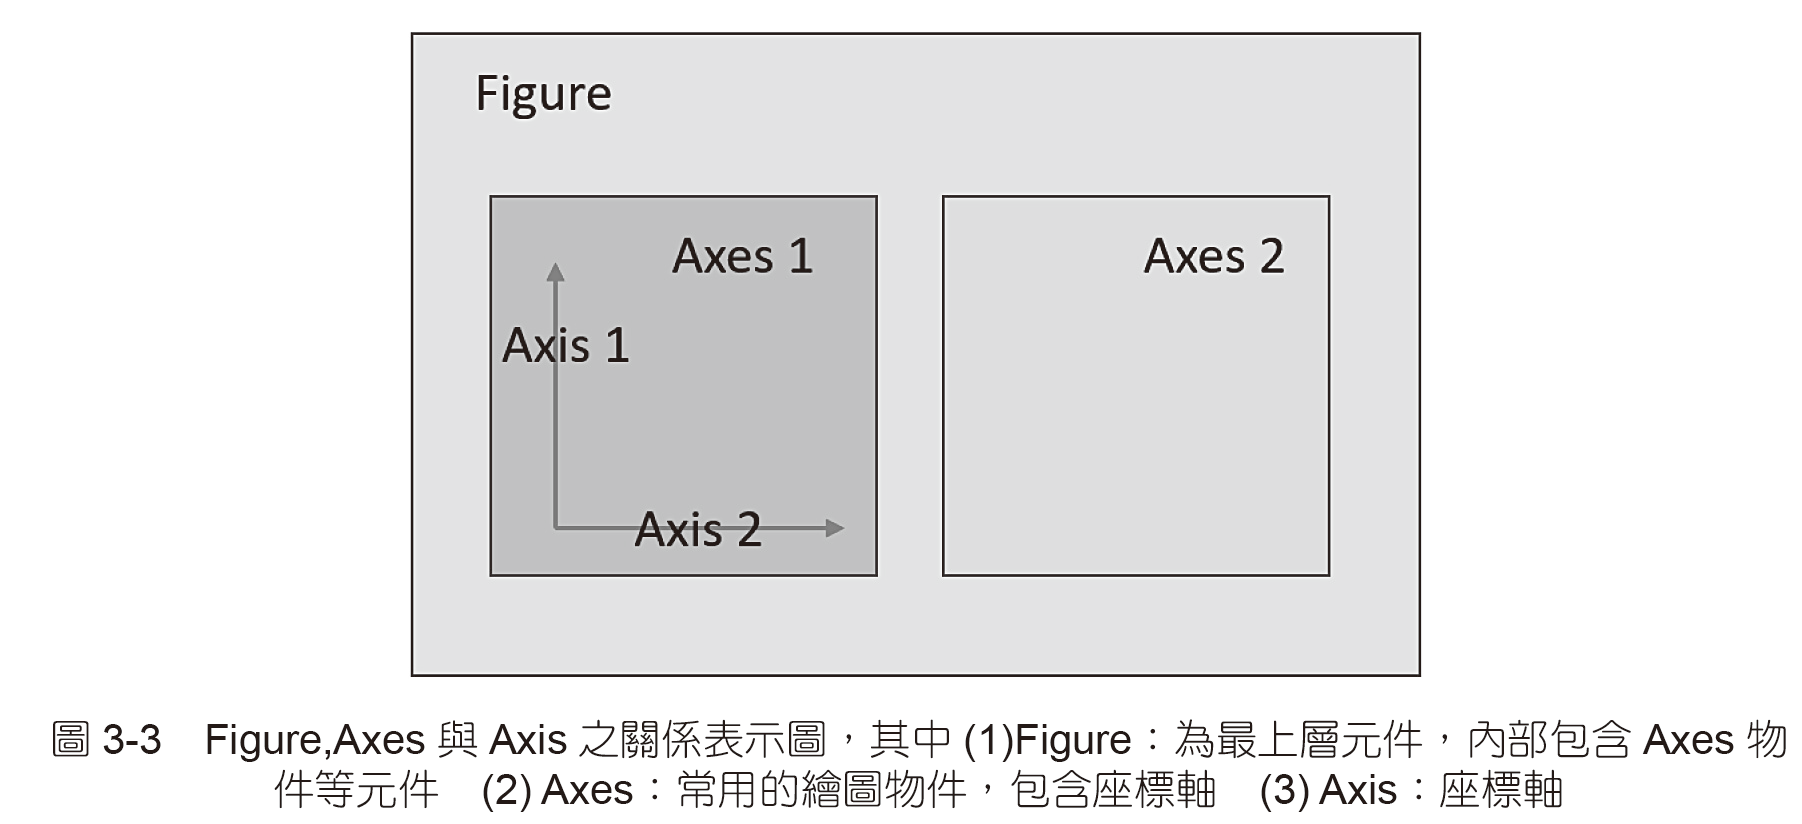 Figure
Axes 1
Axes 2
Axis 1
Axis 2
圖 3-3　Figure,Axes 與 Axis 之關係表示圖，其中 (1)Figure：為最上層元件，內部包含 Axes 物
件等元件　(2) Axes：常用的繪圖物件，包含座標軸　(3) Axis：座標軸